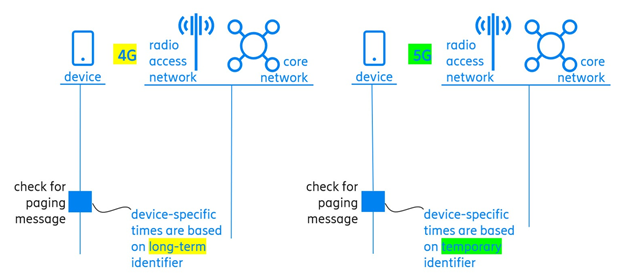 4G
radio
access
network
device
core
network
check for
paging
message
device-specific
times are based
on long-term
identifier
5G
radio
access
network
device
core
network
check for
paging
message
device-specific
times are based
on temporary
identifier